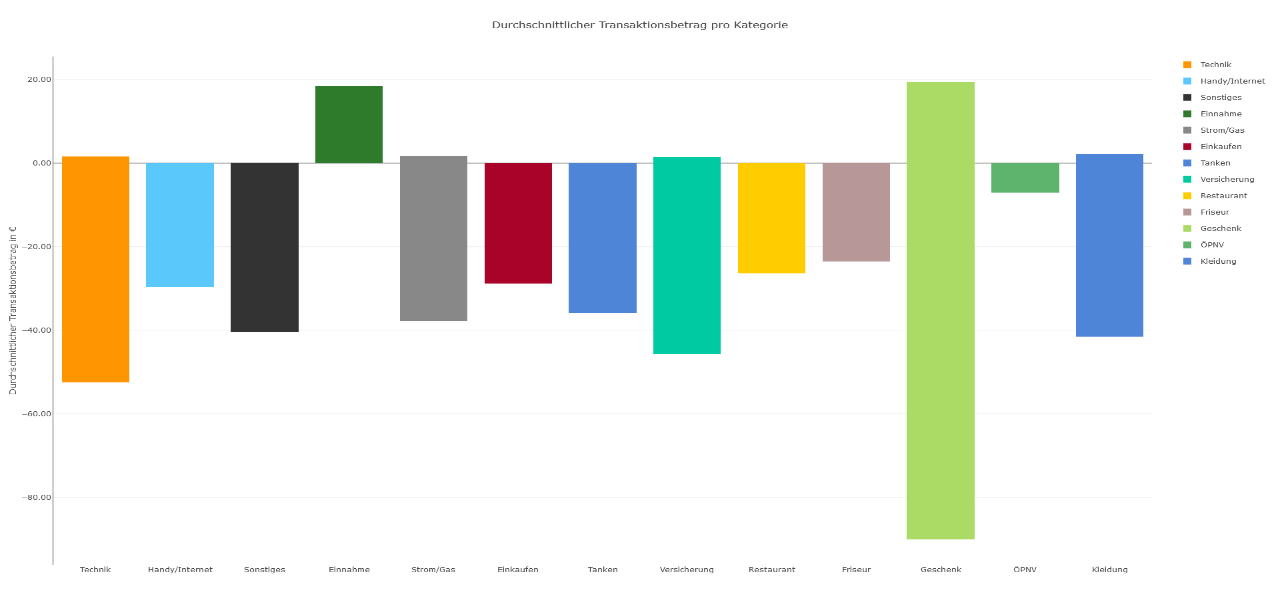 Durchschnittlicher Transaktionsbetrag pro Kategorie
Durchschnittlicher Transaktionsbetrag in €
20.00
0.00
−20.00
−40.00
−60.00
−80.00
Technik
Handy/Internet
Sonstiges
Einnahme
Strom/Gas
Einkaufen
Tanken
Versicherung
Restaurant
Friseur
Geschenk
ÖPNV
Kleidung
Technik
Handy/Internet
Sonstiges
Einnahme
Strom/Gas
Einkaufen
Tanken
Versicherung
Restaurant
Friseur
Geschenk
ÖPNV
Kleidung